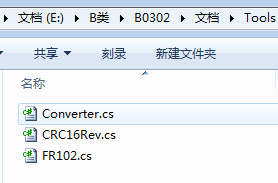 文档 (E:) ▸ B类 ▸ B0302 ▸ 文档 ▸ Tools
共享 刻录 新建文件夹
名称
Converter.cs
CRC16Rev.cs
FR102.cs